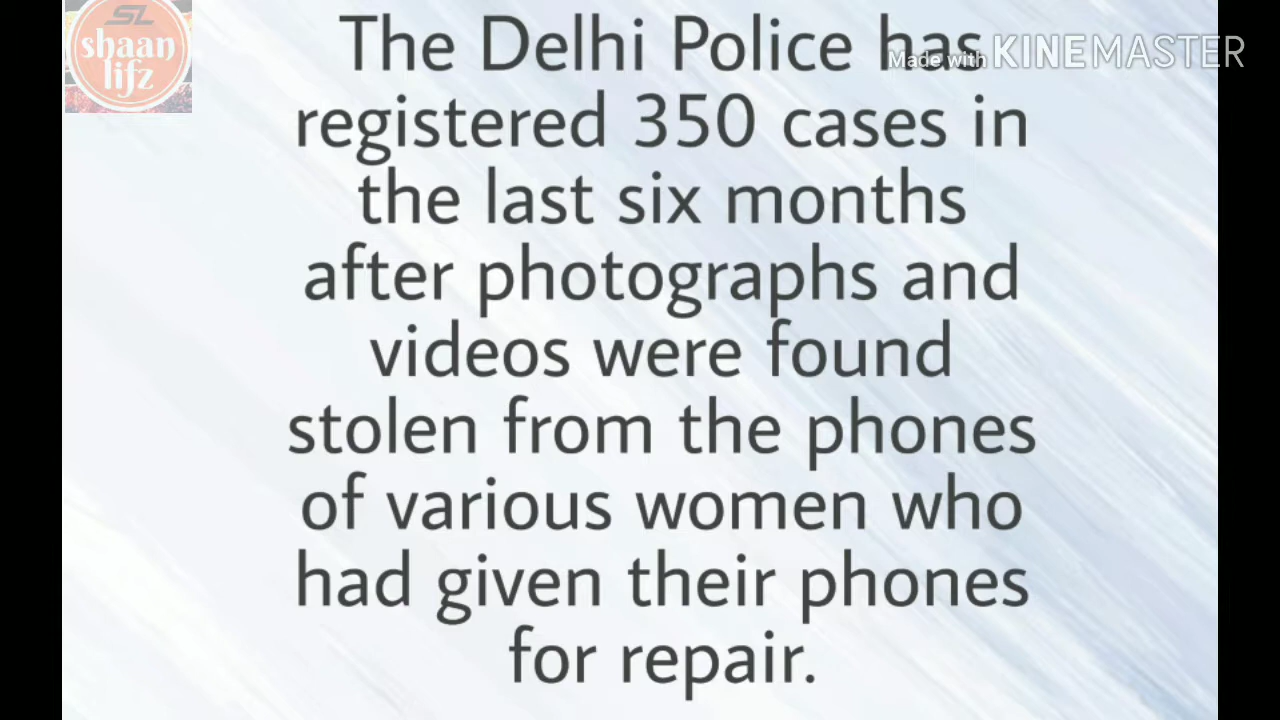 SL
shaan
lifz
Made with KINEMASTER
The Delhi Police has
registered 350 cases in
the last six months
after photographs and
videos were found
stolen from the phones
of various women who
had given their phones
for repair.